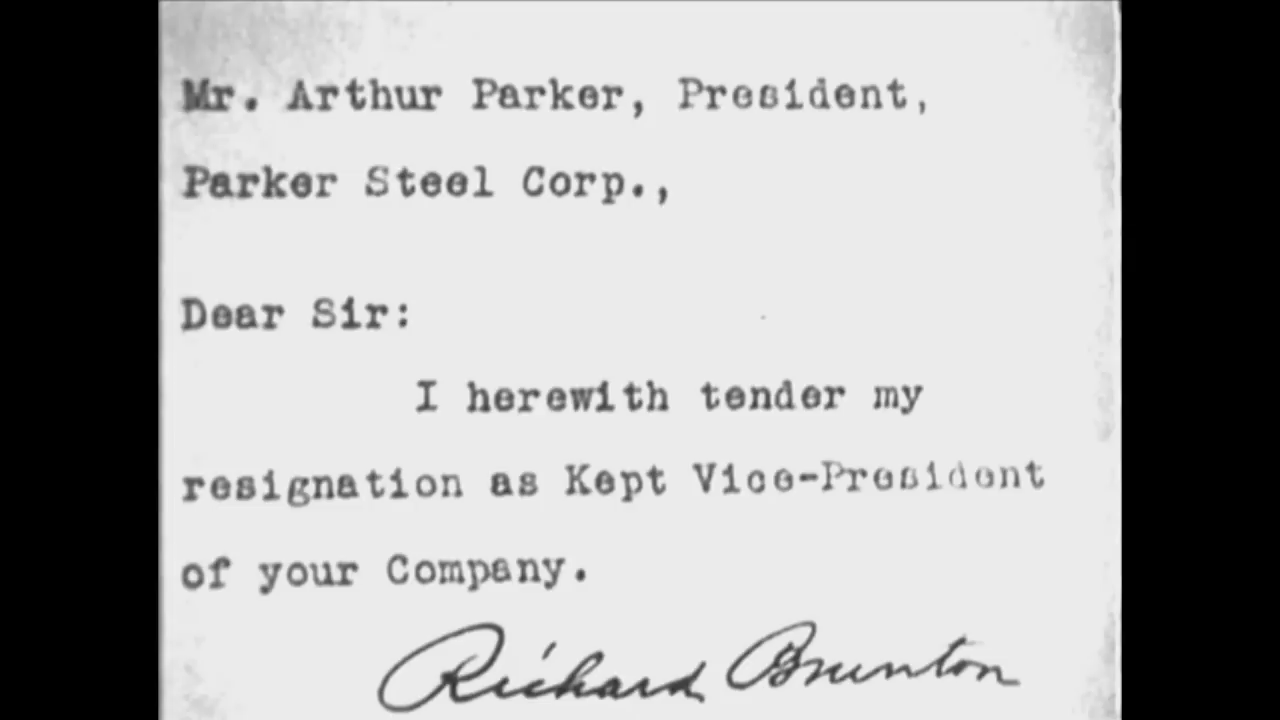 Mr. Arthur Parker, President,
Parker Steel Corp.,
Dear Sir:
I herewith tender my
resignation as Kept Vice-President
of your Company.
Richard Brunton